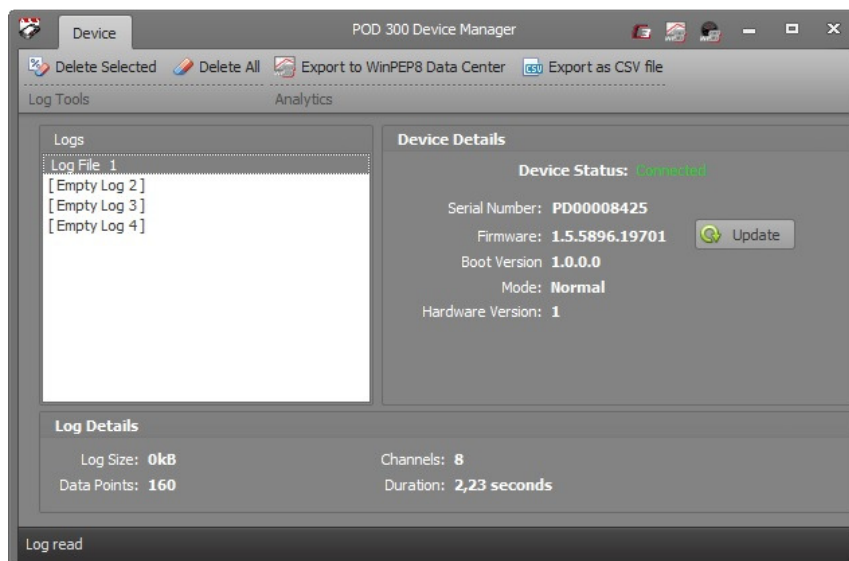 Device
POD 300 Device Manager
Delete Selected Delete All Export to WinPEP8 Data Center CSV Export as CSV file
Log Tools Analytics
Logs
Log File 1
[Empty Log 2]
[Empty Log 3]
[Empty Log 4]
Device Details
Device Status: Connected
Serial Number: PD00008425
Firmware: 1.5.5896.19701 Update
Boot Version 1.0.0.0
Mode: Normal
Hardware Version: 1
Log Details
Log Size: 0kB Channels: 8
Data Points: 160 Duration: 2,23 seconds
Log read